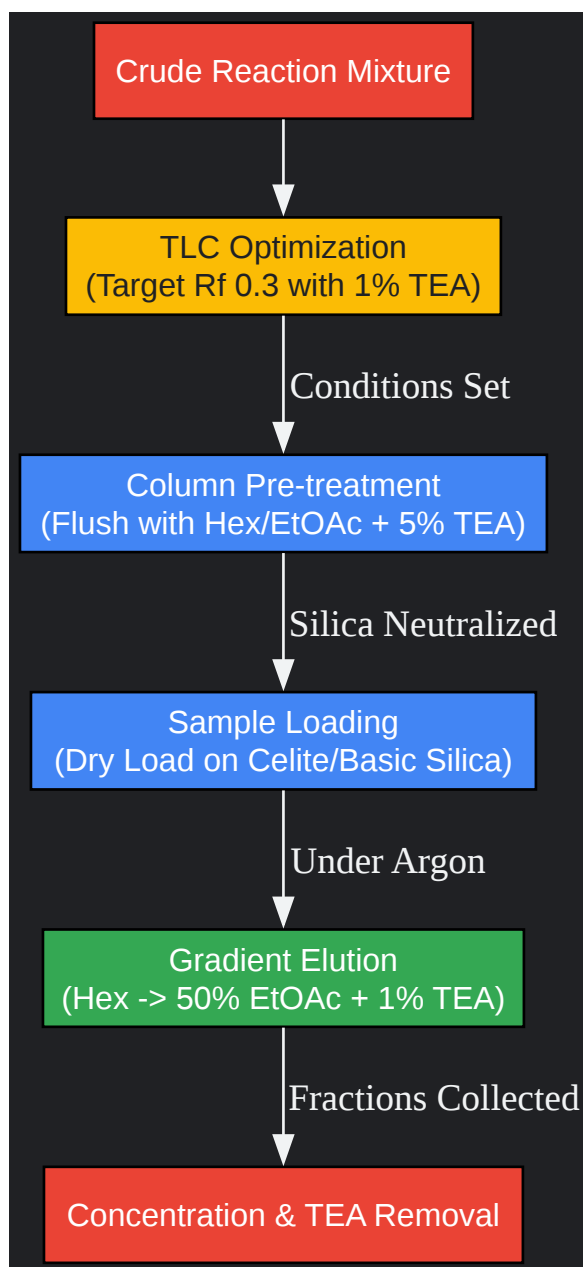 Crude Reaction Mixture
TLC Optimization
(Target Rf 0.3 with 1% TEA)
Conditions Set
Column Pre-treatment
(Flush with Hex/EtOAc + 5% TEA)
Silica Neutralized
Sample Loading
(Dry Load on Celite/Basic Silica)
Under Argon
Gradient Elution
(Hex -> 50% EtOAc + 1% TEA)
Fractions Collected
Concentration & TEA Removal